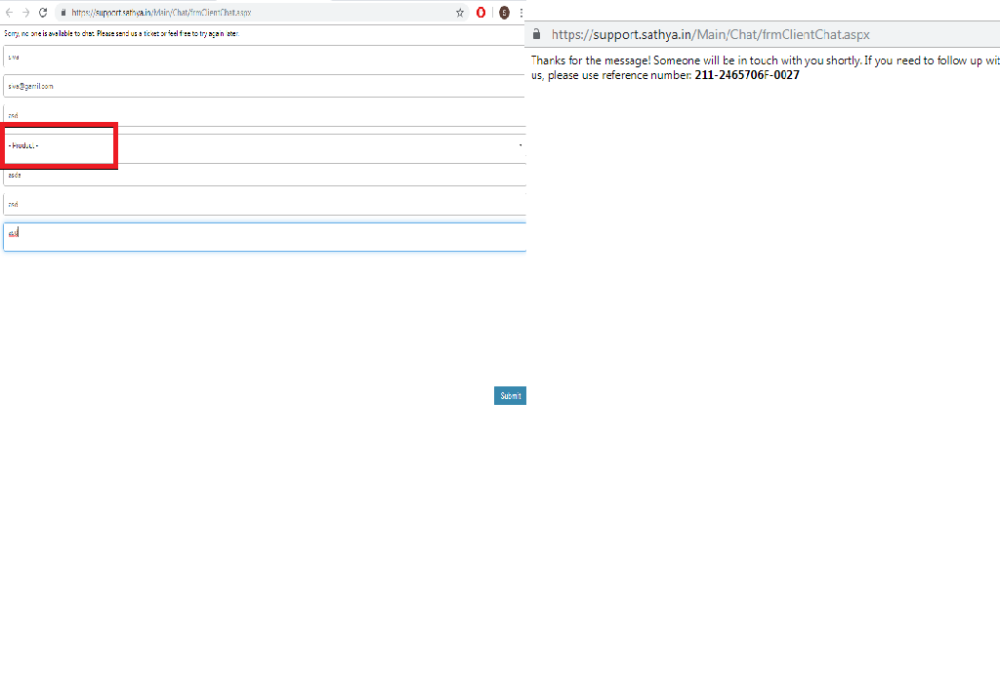 https://support.sathya.in/Main/Chat/frmClientChat.aspx
S
Sorry, no one is available to chat. Please send us a ticket or feel free to try again later.
siva
siva@gamil.com
asd
- Product -
asda
asd
asd
Submit
https://support.sathya.in/Main/Chat/frmClientChat.aspx
Thanks for the message! Someone will be in touch with you shortly. If you need to follow up wit
us, please use reference number: 211-2465706F-0027